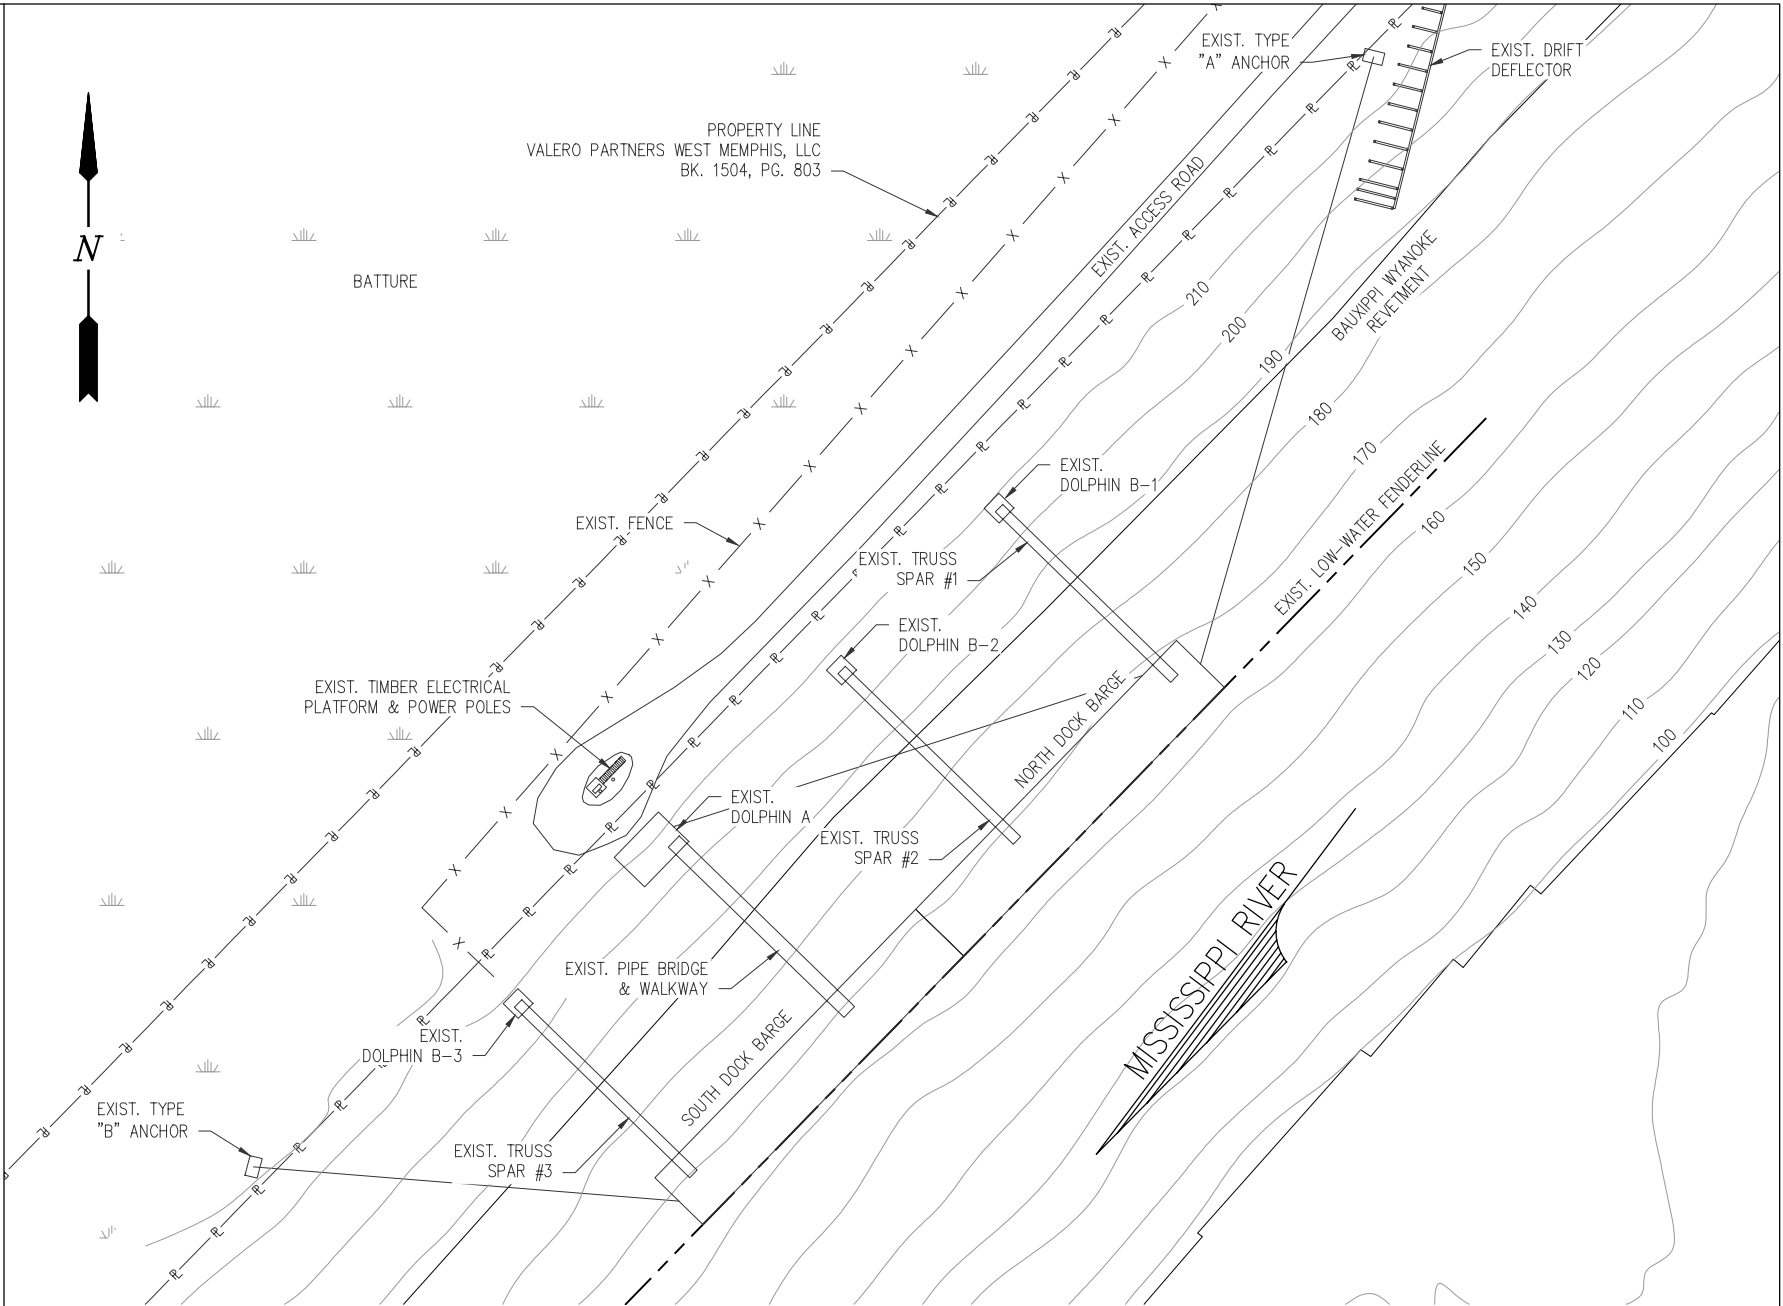 EXIST. TYPE
"A" ANCHOR
EXIST. DRIFT
DEFLECTOR
PROPERTY LINE
VALERO PARTNERS WEST MEMPHIS, LLC
BK. 1504, PG. 803
N
BATTURE
EXIST. ACCESS ROAD
BAUXIPPI WYANOKE
REVETMENT
210
200
190
180
170
160
150
140
130
120
110
100
EXIST. LOW-WATER FENDERLINE
EXIST.
DOLPHIN B-1
EXIST. FENCE
EXIST. TRUSS
SPAR #1
EXIST.
DOLPHIN B-2
EXIST. TIMBER ELECTRICAL
PLATFORM & POWER POLES
NORTH DOCK BARGE
EXIST.
DOLPHIN A
EXIST. TRUSS
SPAR #2
MISSISSIPPI RIVER
EXIST. PIPE BRIDGE
& WALKWAY
EXIST.
DOLPHIN B-3
SOUTH DOCK BARGE
EXIST. TYPE
"B" ANCHOR
EXIST. TRUSS
SPAR #3